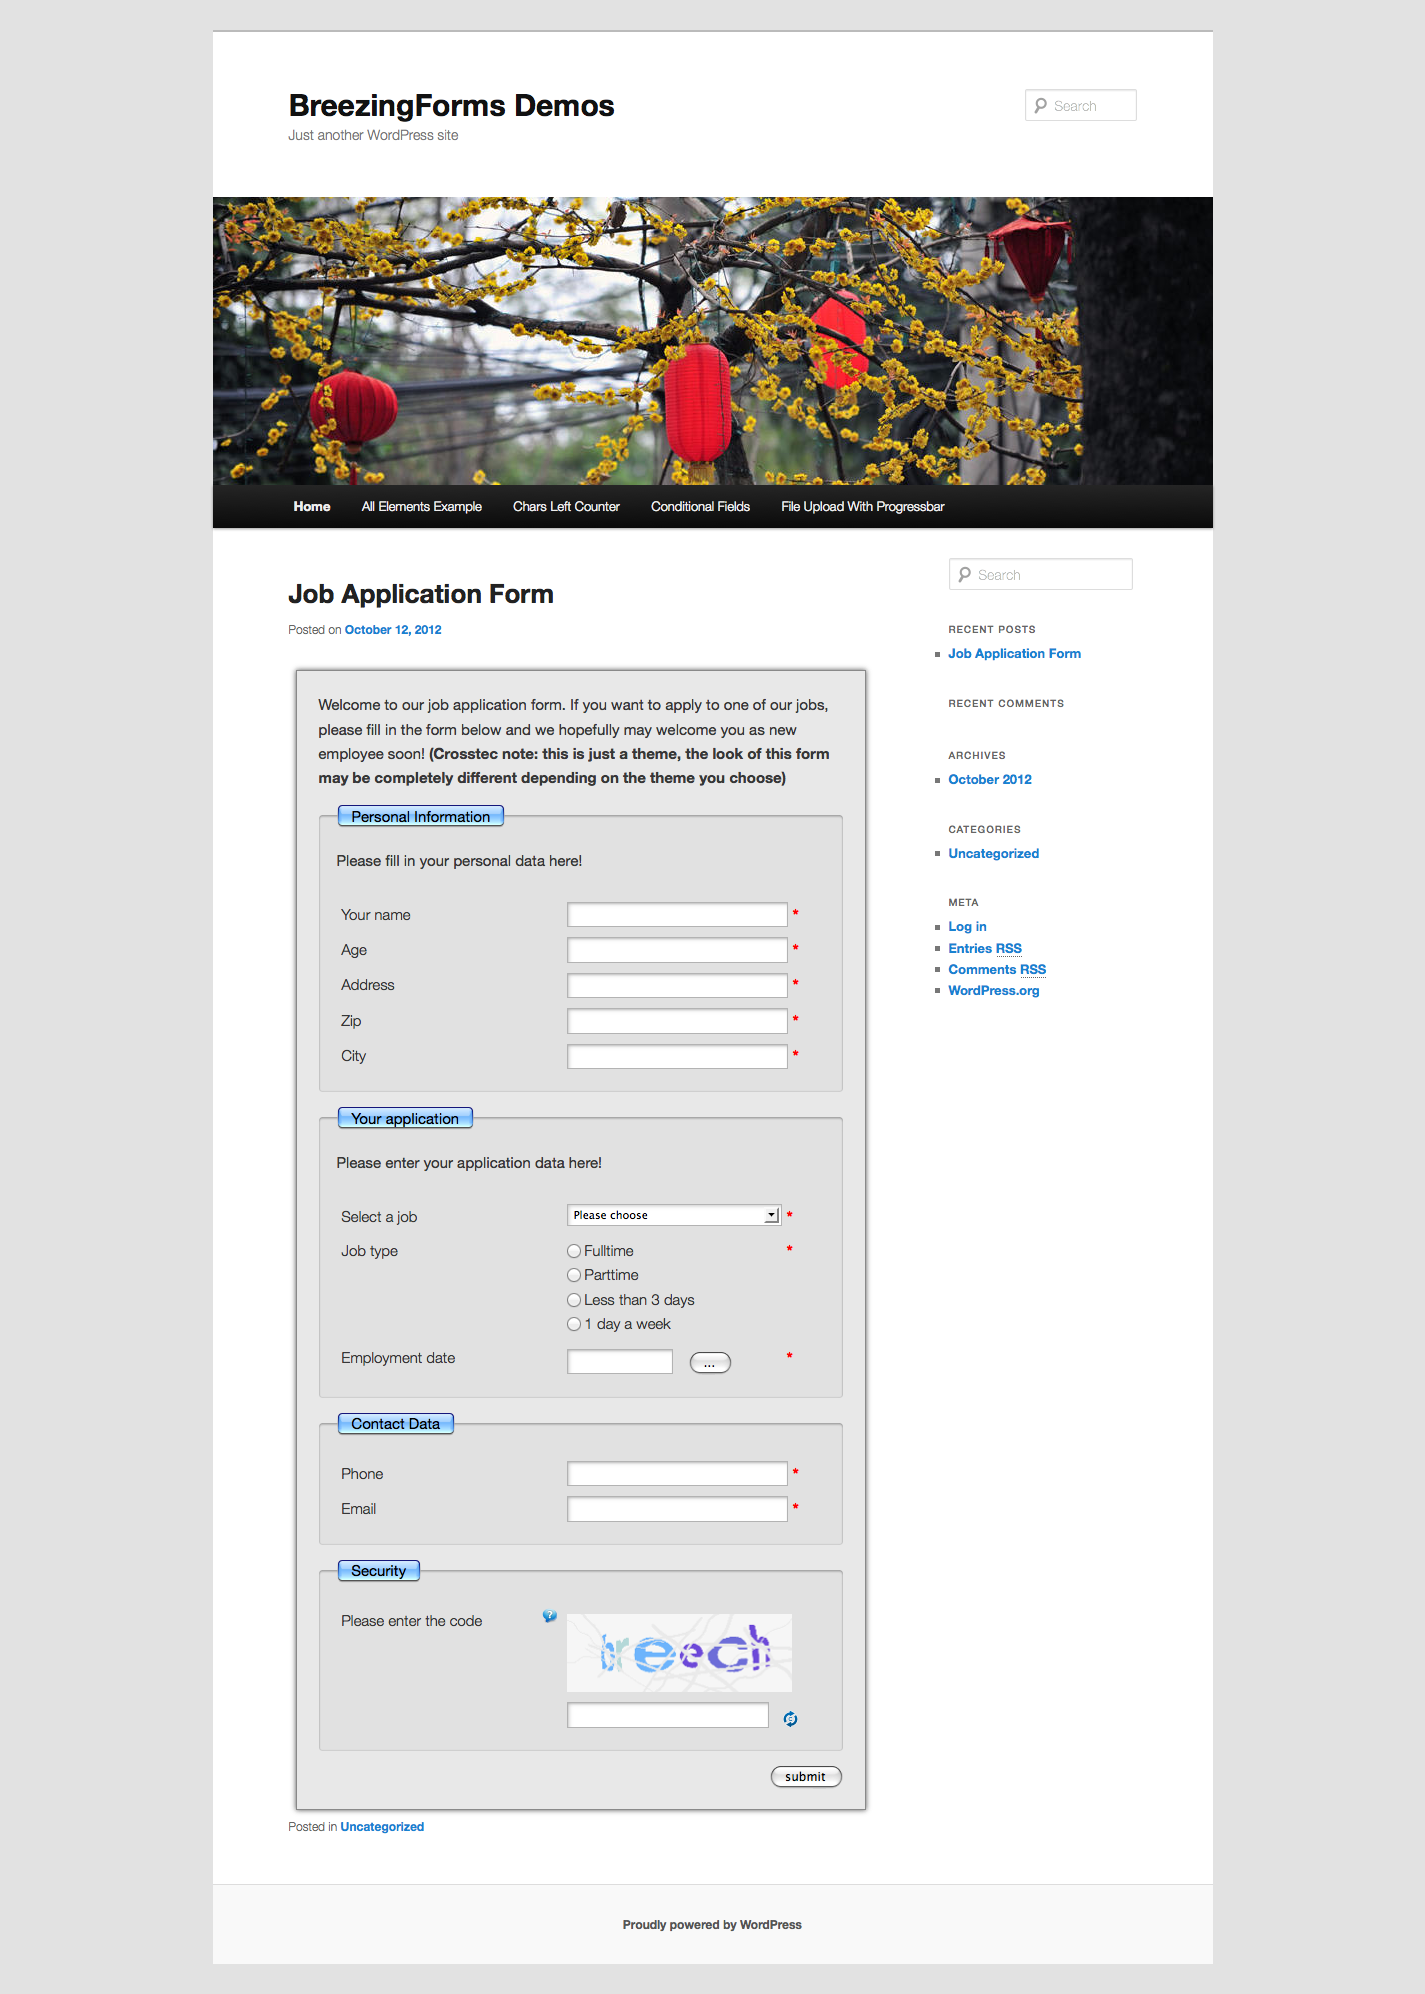 BreezingForms Demos
Just another WordPress site
Search
Home All Elements Example Chars Left Counter Conditional Fields File Upload With Progressbar
Job Application Form
Posted on October 12, 2012
Welcome to our job application form. If you want to apply to one of our jobs,
please fill in the form below and we hopefully may welcome you as new
employee soon! (Crosstec note: this is just a theme, the look of this form
may be completely different depending on the theme you choose)
Personal Information
Please fill in your personal data here!
Your name *
Age *
Address *
Zip *
City *
Your application
Please enter your application data here!
Select a job Please choose *
Job type Fulltime *
Parttime
Less than 3 days
1 day a week
Employment date ... *
Contact Data
Phone *
Email *
Security
Please enter the code ?
breech
submit
Posted in Uncategorized
Search
RECENT POSTS
Job Application Form
RECENT COMMENTS
ARCHIVES
October 2012
CATEGORIES
Uncategorized
META
Log in
Entries RSS
Comments RSS
WordPress.org
Proudly powered by WordPress